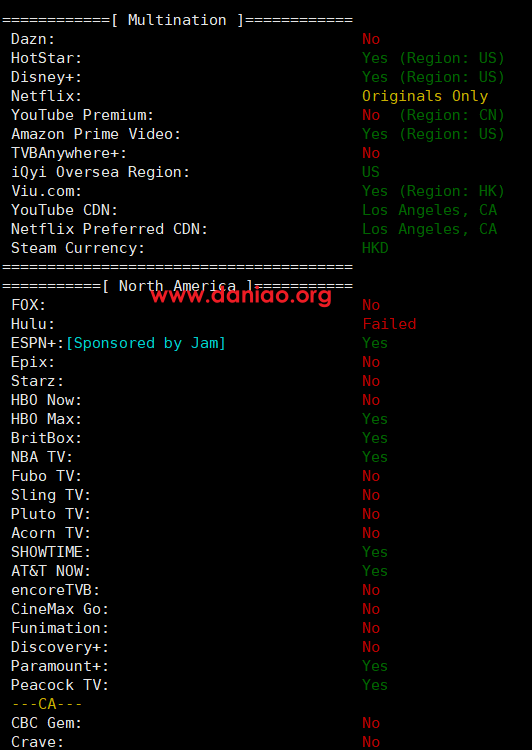 ============[ Multination ]============
Dazn: No
HotStar: Yes (Region: US)
Disney+: Yes (Region: US)
Netflix: Originals Only
YouTube Premium: No (Region: CN)
Amazon Prime Video: Yes (Region: US)
TVBAnywhere+: No
iQyi Oversea Region: US
Viu.com: Yes (Region: HK)
YouTube CDN: Los Angeles, CA
Netflix Preferred CDN: Los Angeles, CA
Steam Currency: HKD
=======================================
===========[ North America ]===========
www.daniao.org
FOX: No
Hulu: Failed
ESPN+:[Sponsored by Jam] Yes
Epix: No
Starz: No
HBO Now: No
HBO Max: Yes
BritBox: Yes
NBA TV: Yes
Fubo TV: No
Sling TV: No
Pluto TV: No
Acorn TV: No
SHOWTIME: Yes
AT&T NOW: Yes
encoreTVB: No
CineMax Go: No
Funimation: No
Discovery+: No
Paramount+: Yes
Peacock TV: Yes
---CA---
CBC Gem: No
Crave: No